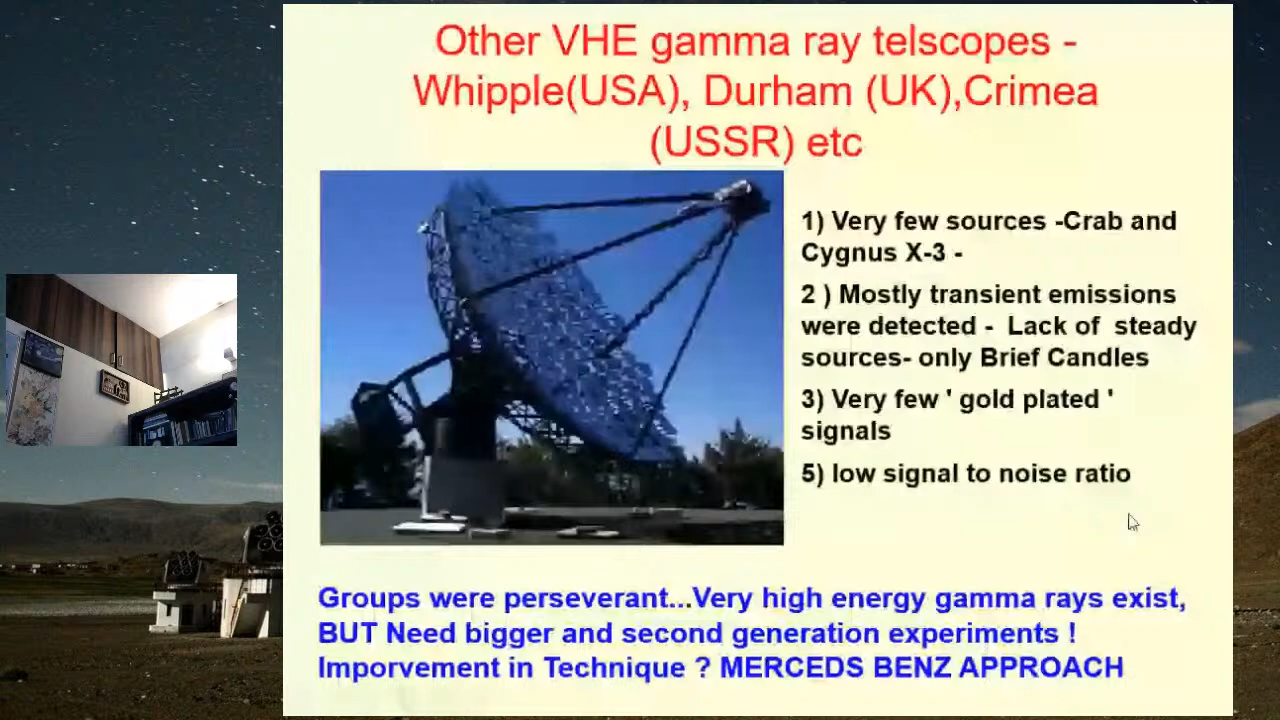 Other VHE gamma ray telscopes -
Whipple(USA), Durham (UK),Crimea
(USSR) etc
1) Very few sources -Crab and
Cygnus X-3 -
2 ) Mostly transient emissions
were detected - Lack of steady
sources- only Brief Candles
3) Very few ' gold plated '
signals
5) low signal to noise ratio
Groups were perseverant...Very high energy gamma rays exist,
BUT Need bigger and second generation experiments !
Imporvement in Technique ? MERCEDS BENZ APPROACH